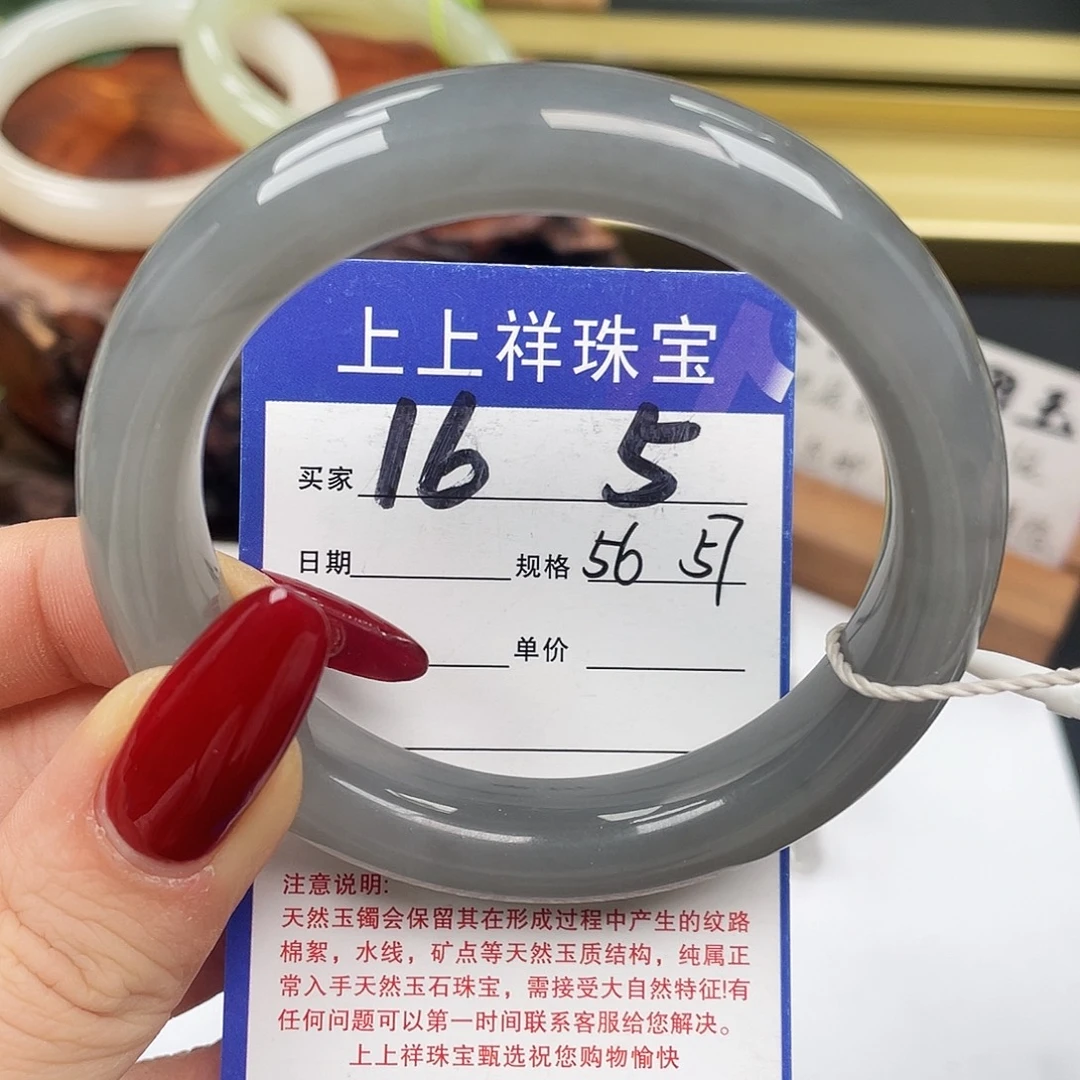 上上祥珠宝
买家 16 5
日期 规格 56 57
单价
注意说明:
天然玉镯会保留其在形成过程中产生的纹路
棉絮，水线，矿点等天然玉质结构，纯属正
常入手天然玉石珠宝，需接受大自然特征!有
任何问题可以第一时间联系客服给您解决。
上上祥珠宝甄选祝您购物愉快
玉